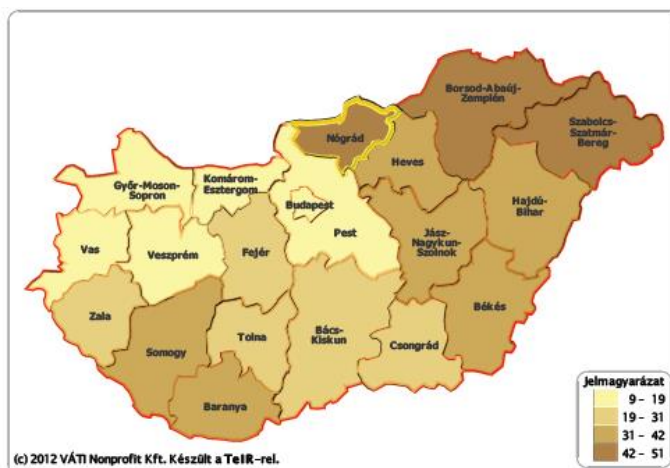 Borsod-Abaúj-
Zemplén
Szabolcs-
Szatmár-
Bereg
Nógrád
Heves
Győr-Moson-
Sopron
Komárom-
Esztergom
Budapest
Hajdú-
Bihar
Pest
Jász-
Nagykun-
Szolnok
Vas
Veszprém
Fejér
Zala
Békés
Tolna
Bács-
Kiskun
Somogy
Csongrád
Baranya
Jelmagyarázat
9 - 19
19 - 31
31 - 42
42 - 51
(c) 2012 VÁTI Nonprofit Kft. Készült a TeIR-rel.